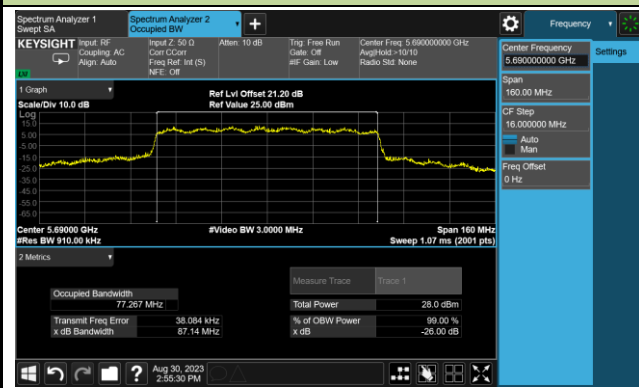 Spectrum Analyzer 1
Swept SA
Spectrum Analyzer 2
Occupied BW
Frequency
KEYSIGHT
Input: RF
Coupling: AC
Align: Auto
Input Z: 50 Ω
Corr CCorr
Freq Ref: Int (S)
NFE: Off
Atten: 10 dB
Trig: Free Run
Gate: Off
#IF Gain: Low
Center Freq: 5.690000000 GHz
Avg|Hold:>10/10
Radio Std: None
Center Frequency
5.690000000 GHz
Settings
Span
160.00 MHz
CF Step
16.000000 MHz
Auto
Man
Freq Offset
0 Hz
1 Graph
Scale/Div 10.0 dB
Ref Lvl Offset 21.20 dB
Ref Value 25.00 dBm
Log
15.0
5.00
-5.00
-15.0
-25.0
-35.0
-45.0
-55.0
-65.0
Center 5.69000 GHz
#Video BW 3.0000 MHz
Span 160 MHz
#Res BW 910.00 kHz
Sweep 1.07 ms (2001 pts)
2 Metrics
Measure Trace
Trace 1
Occupied Bandwidth
77.267 MHz
Total Power
28.0 dBm
Transmit Freq Error
38.084 kHz
% of OBW Power
99.00 %
x dB Bandwidth
87.14 MHz
x dB
-26.00 dB
Aug 30, 2023
2:55:30 PM